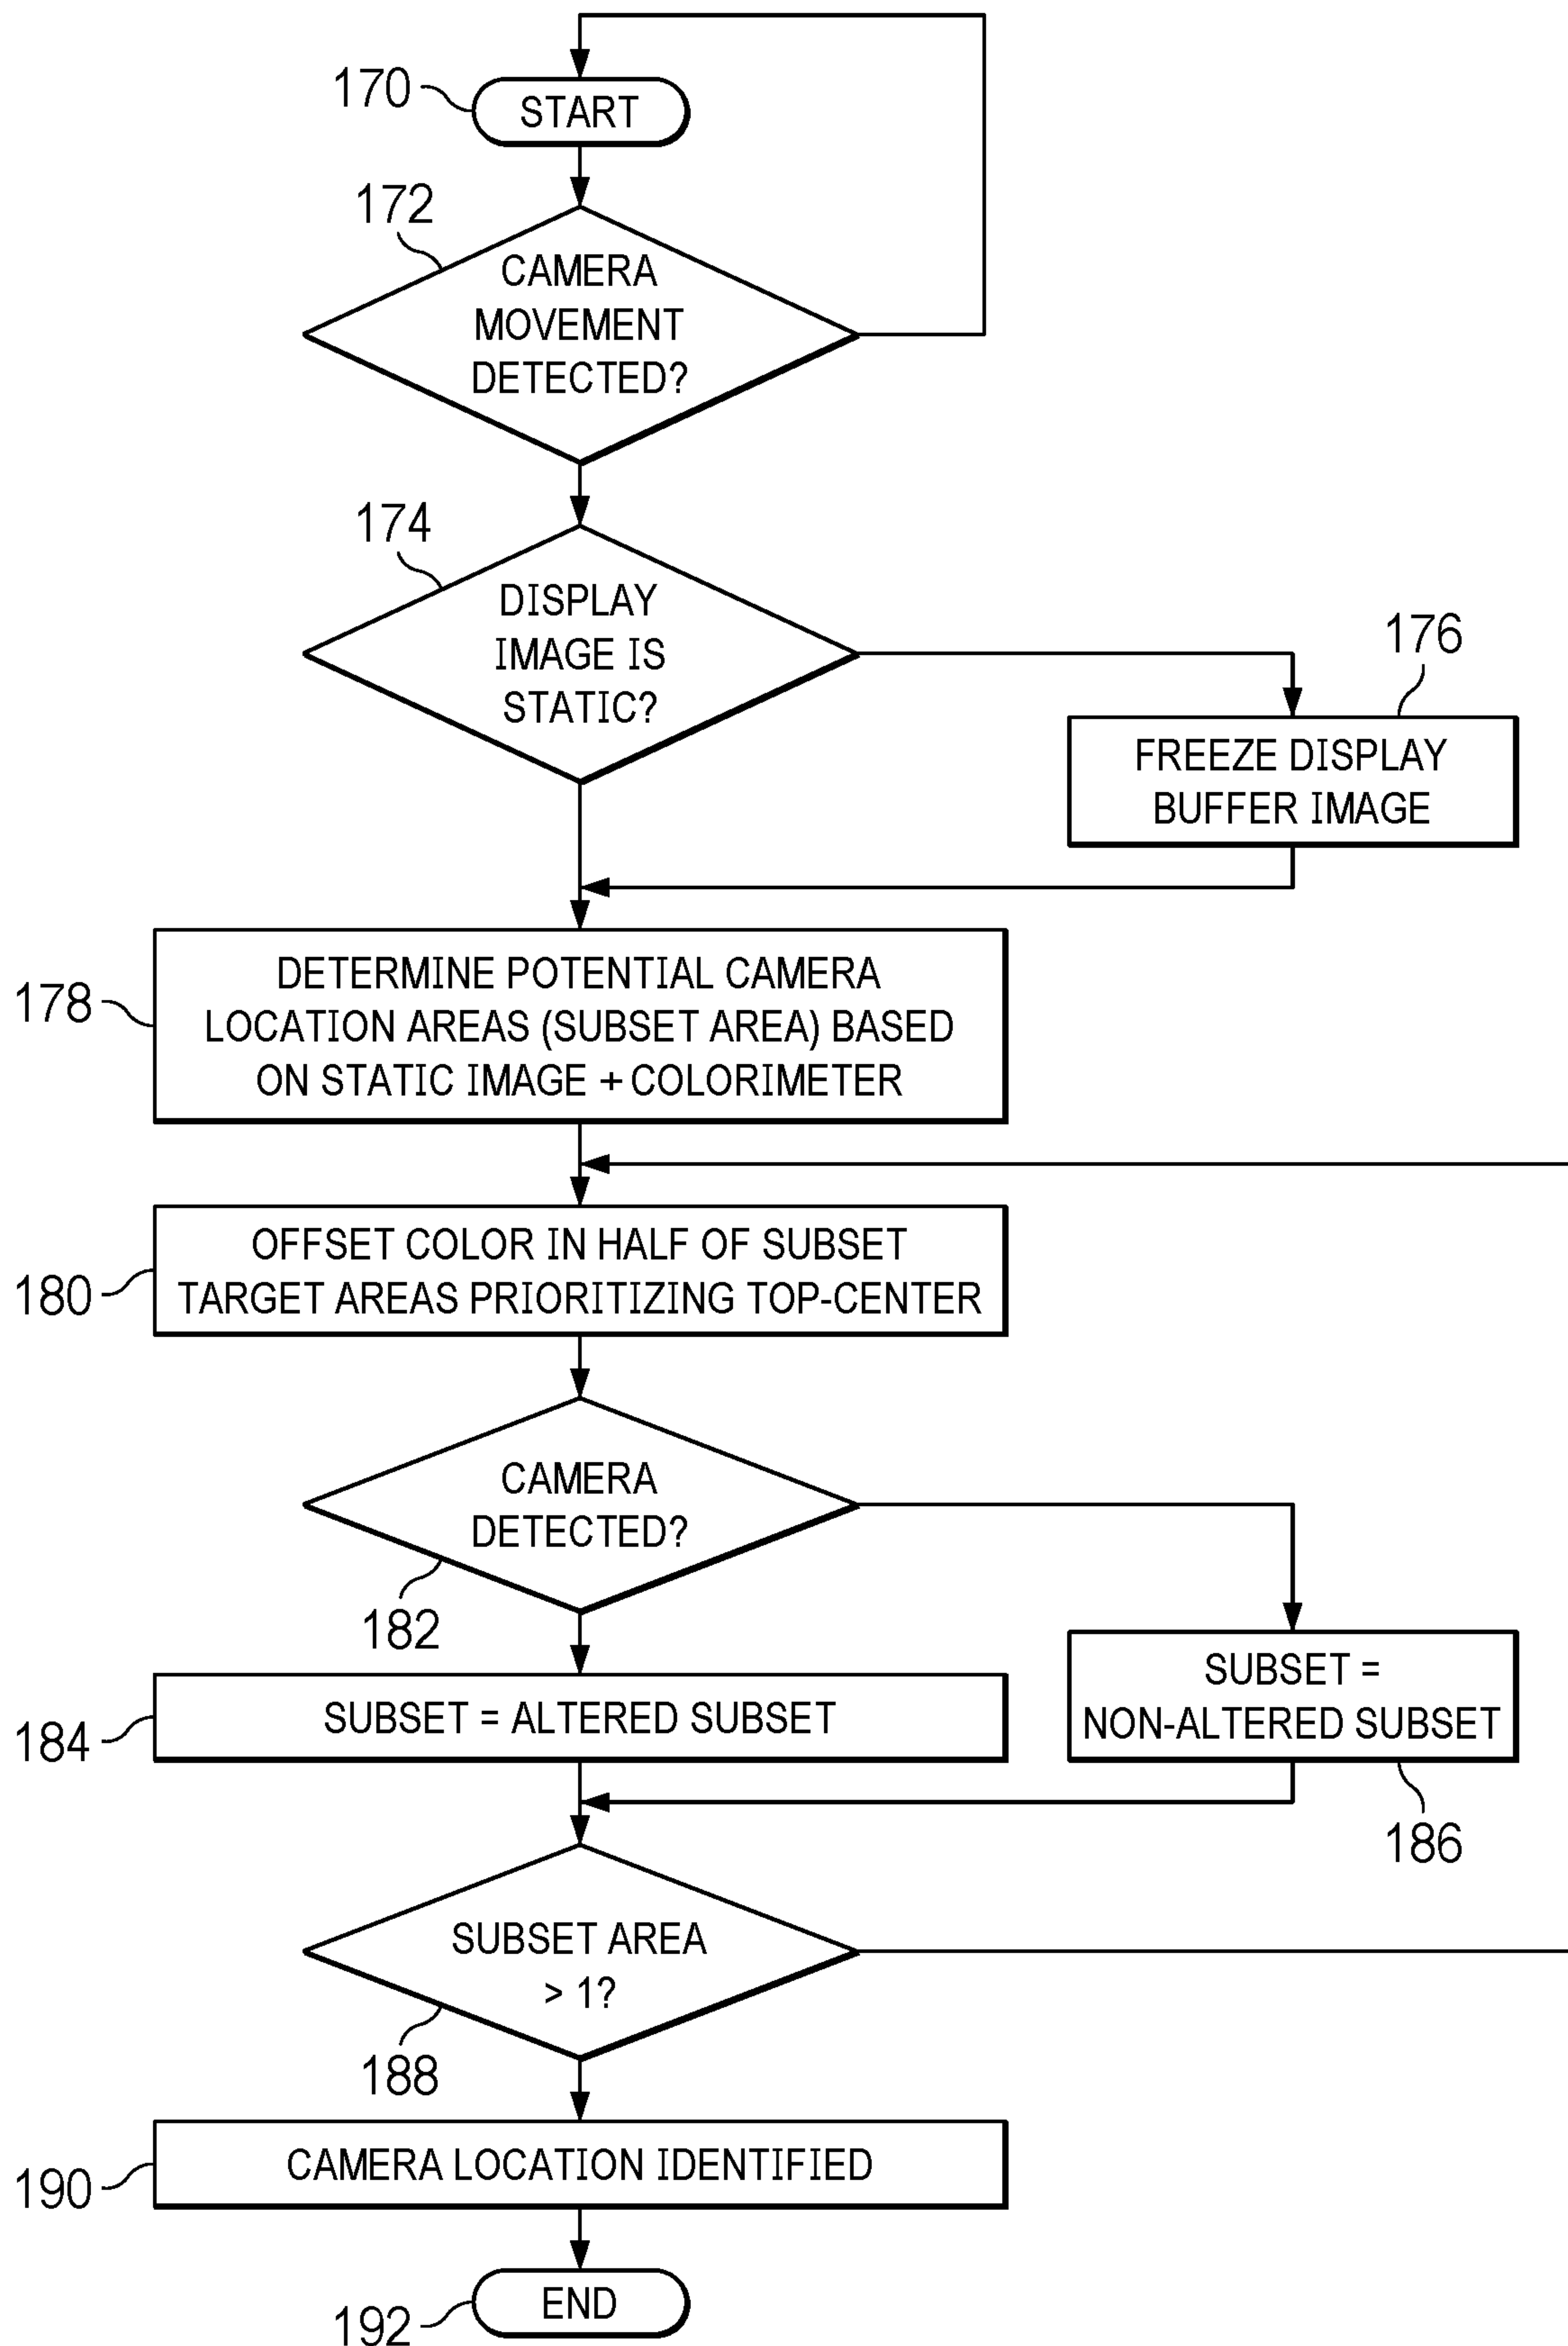 170
START
172
CAMERA
MOVEMENT
DETECTED?
174
DISPLAY
IMAGE IS
STATIC?
176
FREEZE DISPLAY
BUFFER IMAGE
178
DETERMINE POTENTIAL CAMERA
LOCATION AREAS (SUBSET AREA) BASED
ON STATIC IMAGE + COLORIMETER
180
OFFSET COLOR IN HALF OF SUBSET
TARGET AREAS PRIORITIZING TOP-CENTER
CAMERA
DETECTED?
182
184
SUBSET = ALTERED SUBSET
SUBSET =
NON-ALTERED SUBSET
186
SUBSET AREA
> 1?
188
190
CAMERA LOCATION IDENTIFIED
192
END